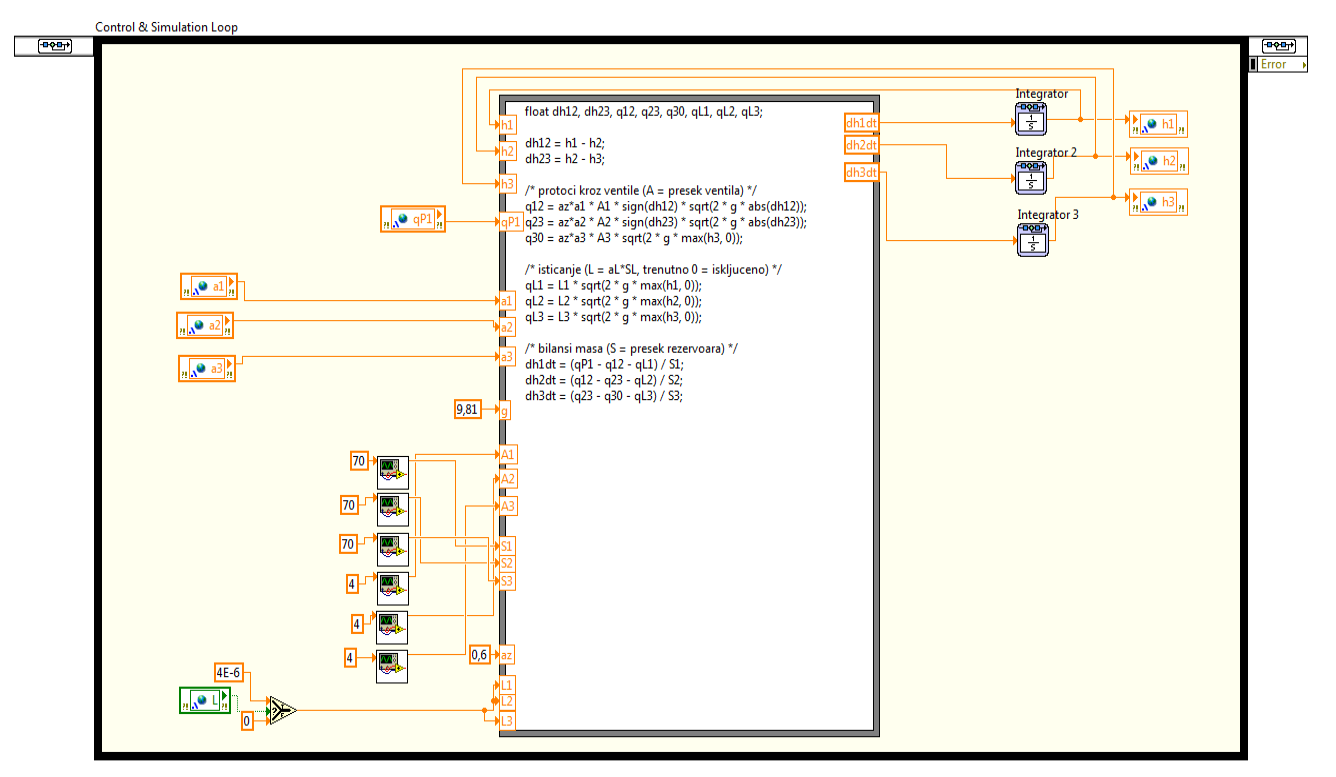 Control & Simulation Loop
Error
float dh12, dh23, q12, q23, q30, qL1, qL2, qL3;
dh12 = h1 - h2;
dh23 = h2 - h3;
/* protoci kroz ventile (A = presek ventila) */
q12 = az*a1 * A1 * sign(dh12) * sqrt(2 * g * abs(dh12));
q23 = az*a2 * A2 * sign(dh23) * sqrt(2 * g * abs(dh23));
q30 = az*a3 * A3 * sqrt(2 * g * max(h3, 0));
/* isticanje (L = aL*SL, trenutno 0 = iskljuceno) */
qL1 = L1 * sqrt(2 * g * max(h1, 0));
qL2 = L2 * sqrt(2 * g * max(h2, 0));
qL3 = L3 * sqrt(2 * g * max(h3, 0));
/* bilansi masa (S = presek rezervoara) */
dh1dt = (qP1 - q12 - qL1) / S1;
dh2dt = (q12 - q23 - qL2) / S2;
dh3dt = (q23 - q30 - qL3) / S3;
h1
h2
h3
qP1
qP1
a1
a1
a2
a2
a3
a3
9,81
g
70
70
70
4
4
4
A1
A2
A3
S1
S2
S3
0,6
az
4E-6
L
0
?
T
F
L1
L2
L3
dh1dt
dh2dt
dh3dt
Integrator
1
s
Integrator 2
1
s
Integrator 3
1
s
h1
h2
h3